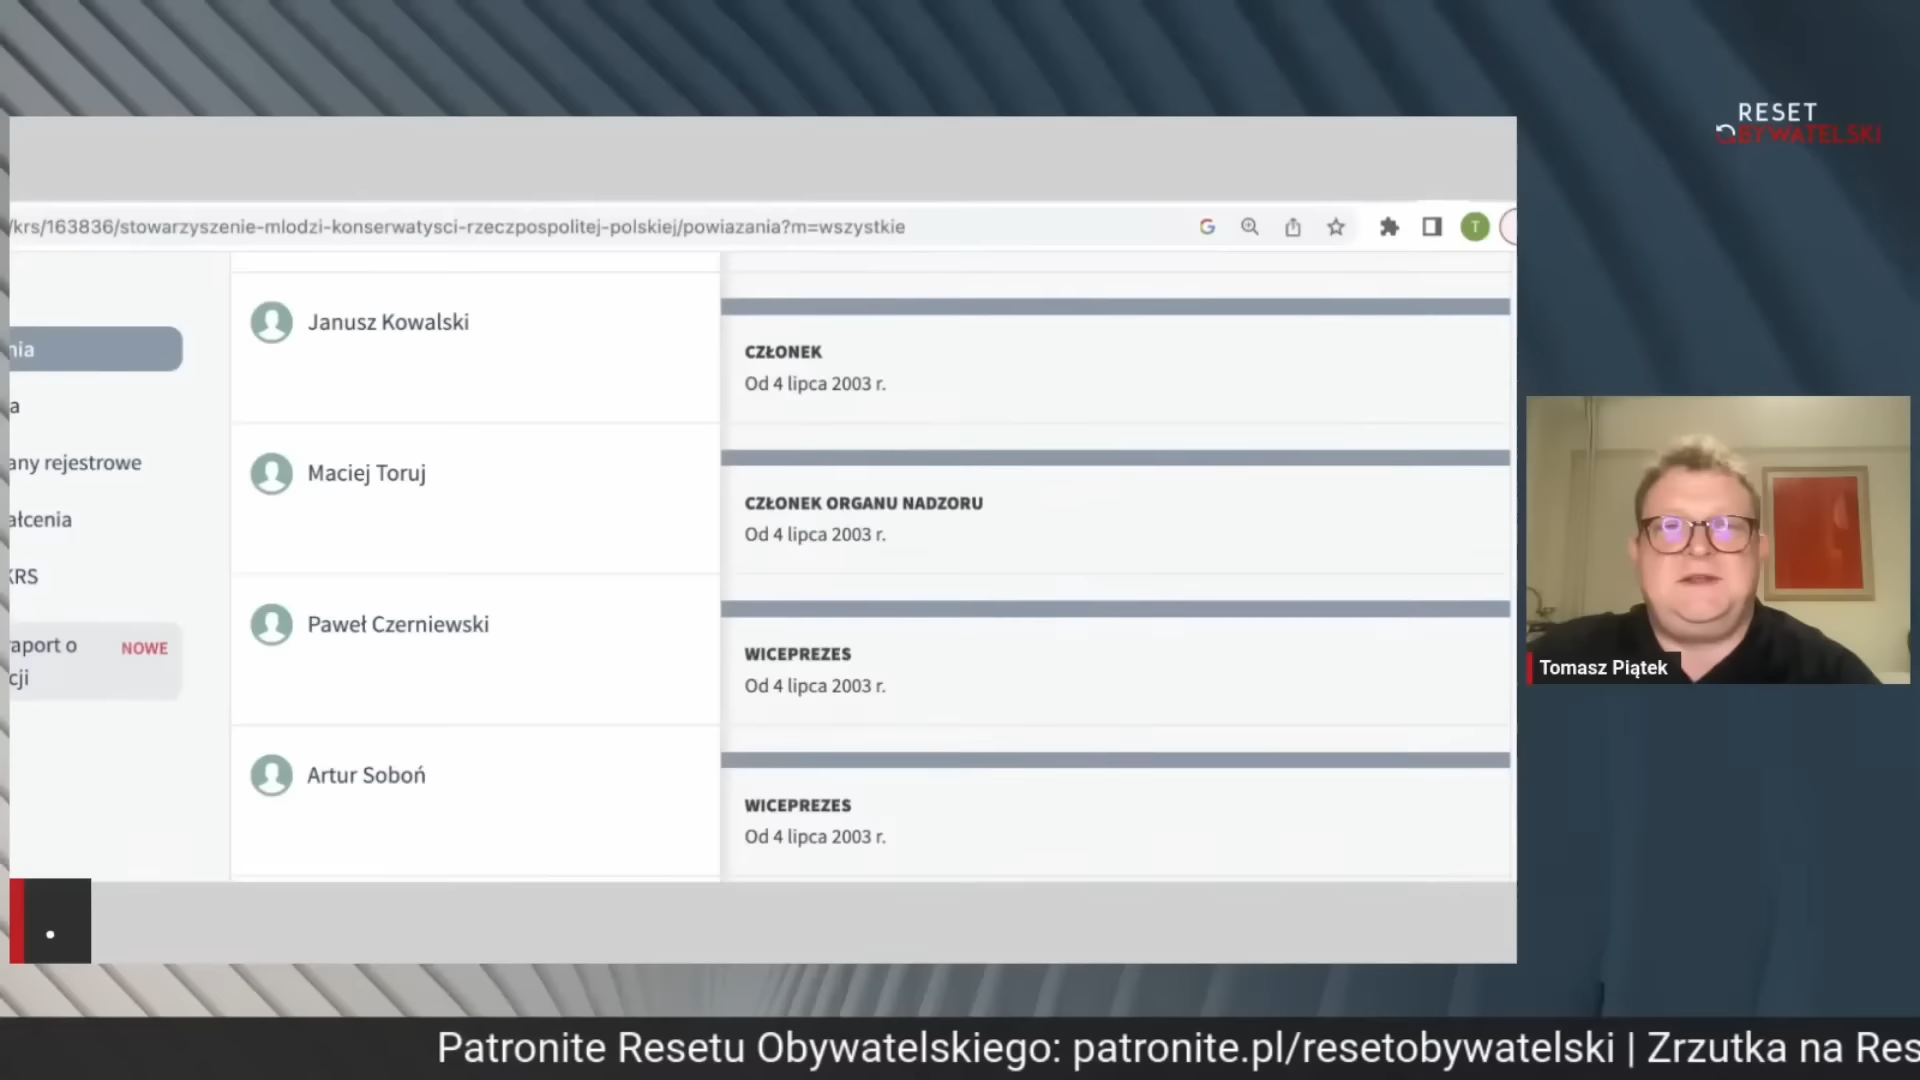 RESET
OBYWATELSKI
/krs/163836/stowarzyszenie-mlodzi-konserwatysci-rzeczpospolitej-polskiej/powiazania?m=wszystkie
G
T
nia
a
any rejestrowe
ałcenia
KRS
raport o
NOWE
cji
Janusz Kowalski
CZŁONEK
Od 4 lipca 2003 r.
Maciej Toruj
CZŁONEK ORGANU NADZORU
Od 4 lipca 2003 r.
Paweł Czerniewski
WICEPREZES
Od 4 lipca 2003 r.
Artur Soboń
WICEPREZES
Od 4 lipca 2003 r.
Tomasz Piątek
.
Patronite Resetu Obywatelskiego: patronite.pl/resetobywatelski | Zrzutka na Res